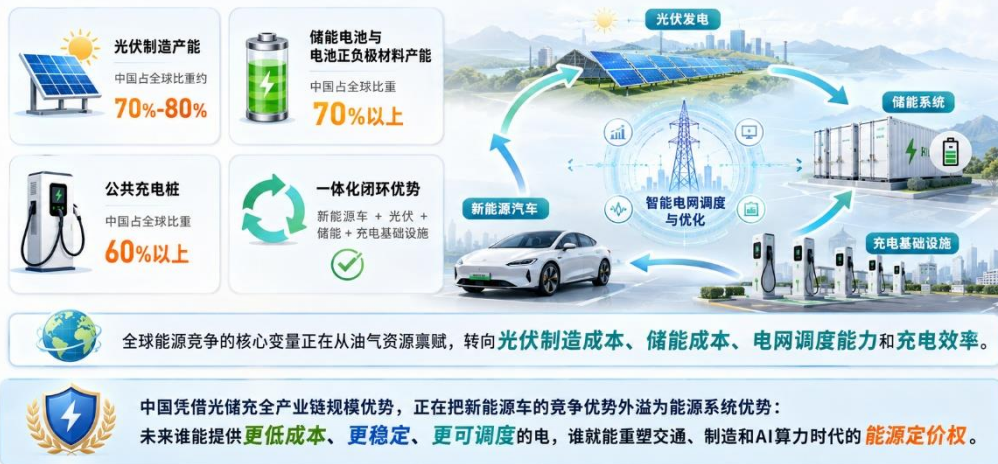 光伏制造产能
中国占全球比重约
70%-80%
储能电池与
电池正负极材料产能
中国占全球比重
70%以上
公共充电桩
中国占全球比重
60%以上
一体化闭环优势
新能源车 + 光伏 +
储能 + 充电基础设施
光伏发电
储能系统
智能电网调度
与优化
新能源汽车
充电基础设施
全球能源竞争的核心变量正在从油气资源禀赋，转向光伏制造成本、储能成本、电网调度能力和充电效率。
中国凭借光储充全产业链规模优势，正在把新能源车的竞争优势外溢为能源系统优势：
未来谁能提供更低成本、更稳定、更可调度的电，谁就能重塑交通、制造和AI算力时代的能源定价权。